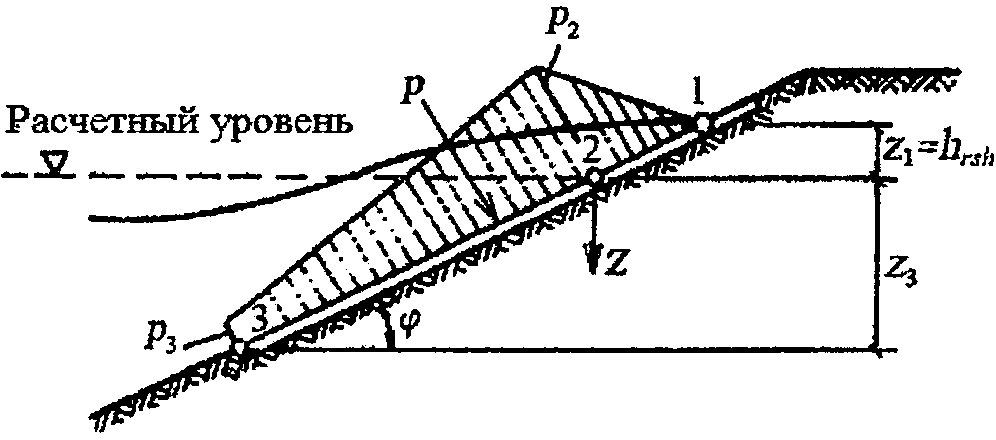 p₂
p
1
Расчетный уровень
2
z₁=h_rsh
Z
z₃
3
p₃
φ